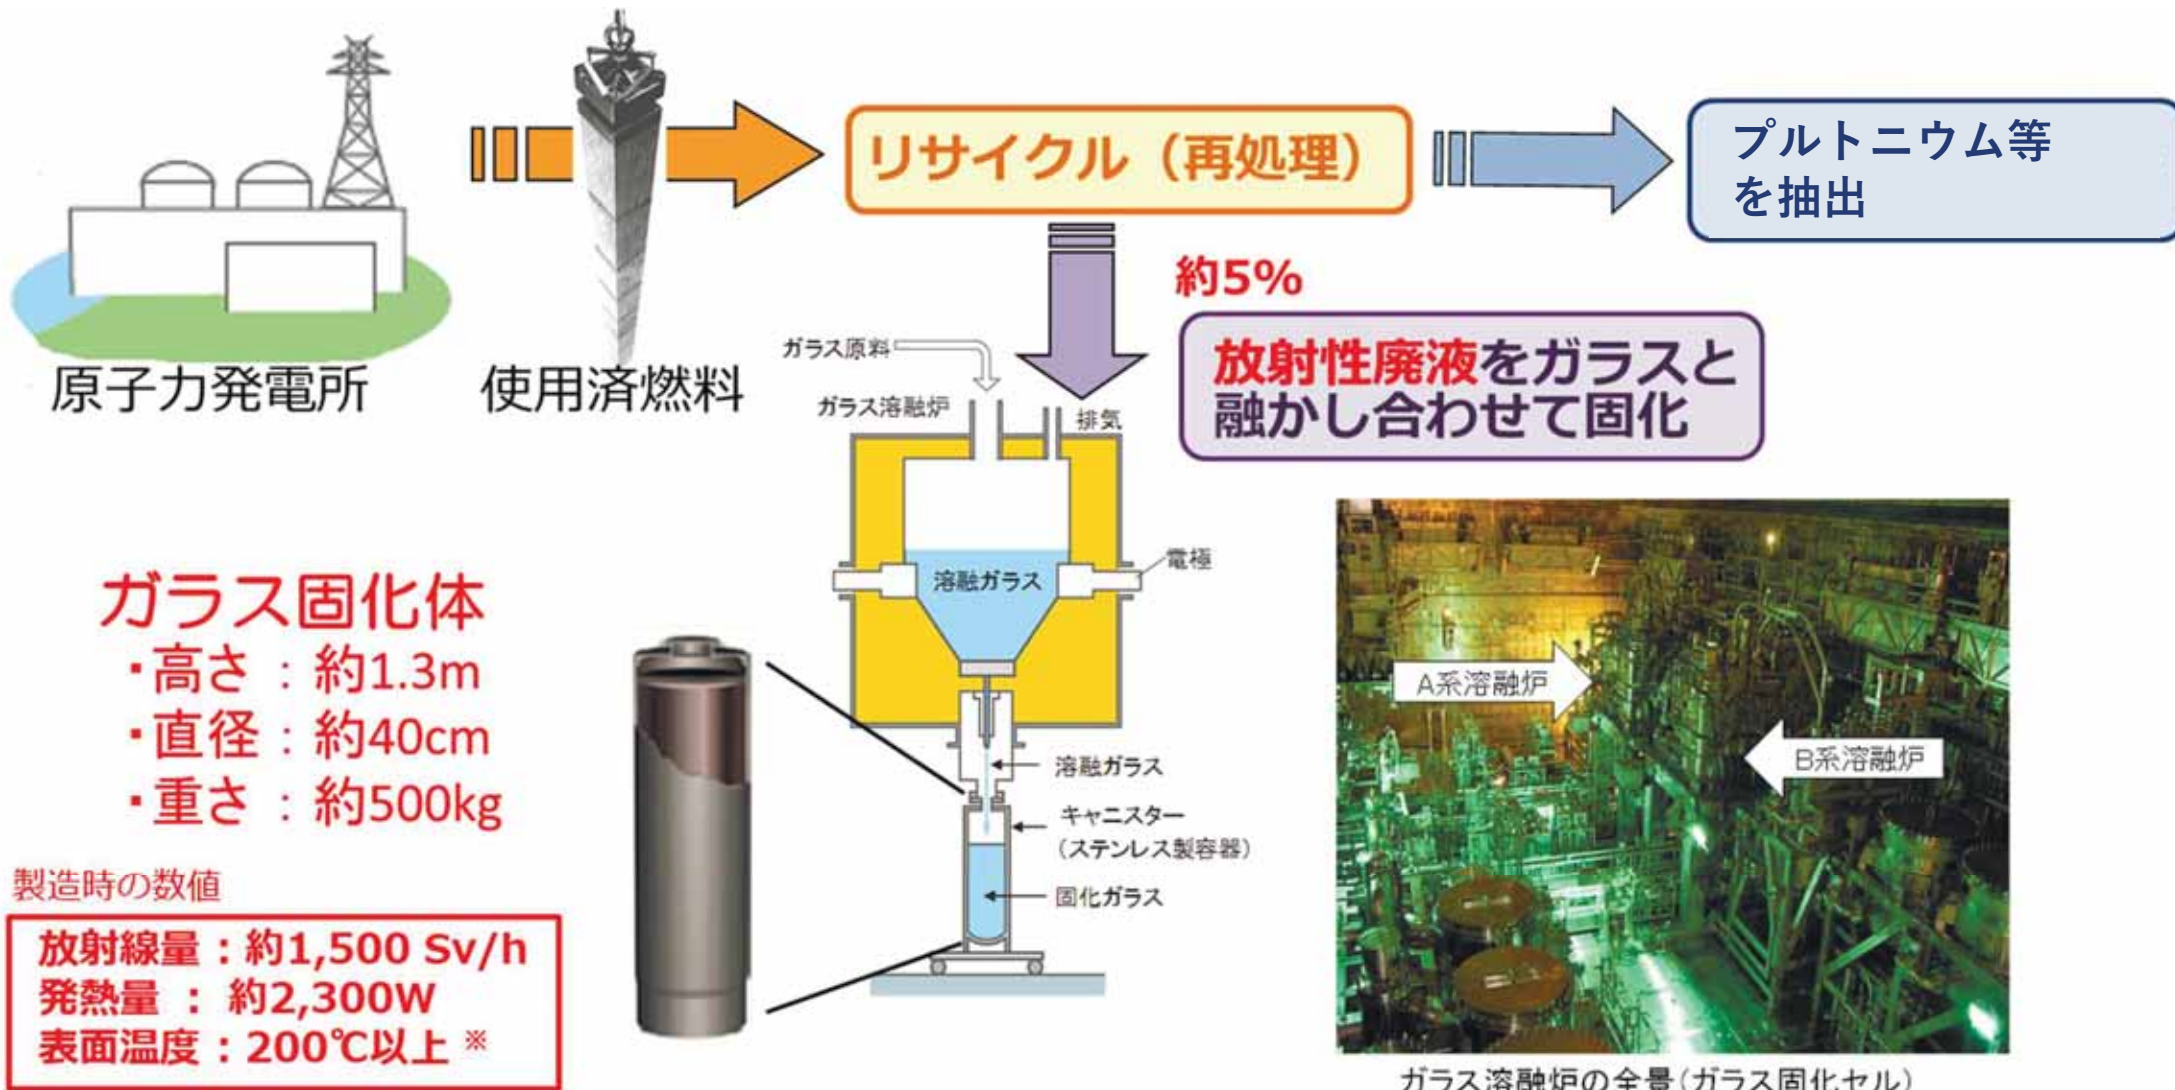 原子力発電所
使用済燃料
リサイクル（再処理）
プルトニウム等
を抽出
約5%
放射性廃液をガラスと
融かし合わせて固化
ガラス原料
ガラス溶融炉
排気
溶融ガラス
電極
溶融ガラス
キャニスター
（ステンレス製容器）
固化ガラス
ガラス固化体
・高さ：約1.3m
・直径：約40cm
・重さ：約500kg
製造時の数値
放射線量：約1,500 Sv/h
発熱量 ： 約2,300W
表面温度：200℃以上 ※
A系溶融炉
B系溶融炉
ガラス溶融炉の全景(ガラス固化セル)